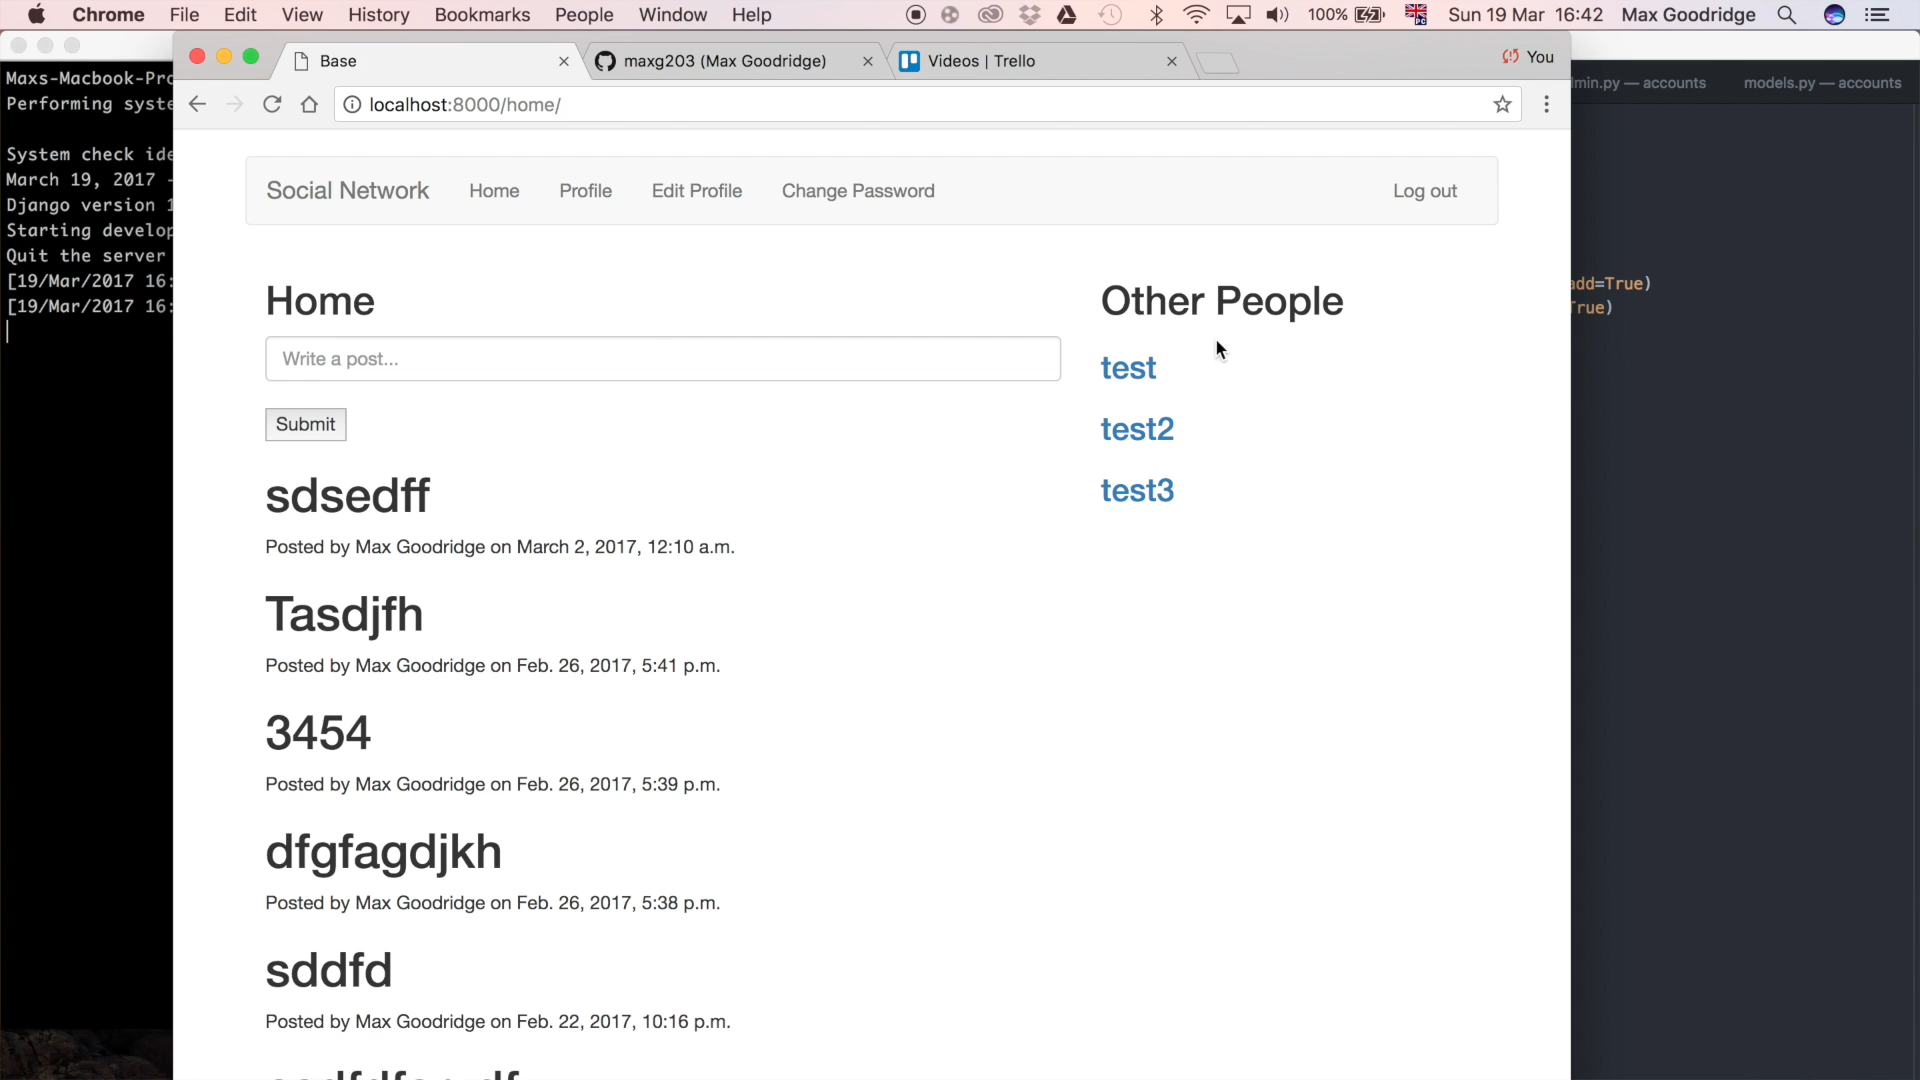 Chrome File Edit View History Bookmarks People Window Help 100% Sun 19 Mar 16:42 Max Goodridge
Base maxg203 (Max Goodridge) Videos | Trello You
localhost:8000/home/
Maxs-Macbook-Pro
Performing syste
System check ide
March 19, 2017 -
Django version 1
Starting develop
Quit the server
[19/Mar/2017 16:
[19/Mar/2017 16:
min.py — accounts models.py — accounts
add=True)
True)
Social Network Home Profile Edit Profile Change Password Log out
Home
Write a post...
Submit
sdsedff
Posted by Max Goodridge on March 2, 2017, 12:10 a.m.
Tasdjfh
Posted by Max Goodridge on Feb. 26, 2017, 5:41 p.m.
3454
Posted by Max Goodridge on Feb. 26, 2017, 5:39 p.m.
dfgfagdjkh
Posted by Max Goodridge on Feb. 26, 2017, 5:38 p.m.
sddfd
Posted by Max Goodridge on Feb. 22, 2017, 10:16 p.m.
Other People
test
test2
test3